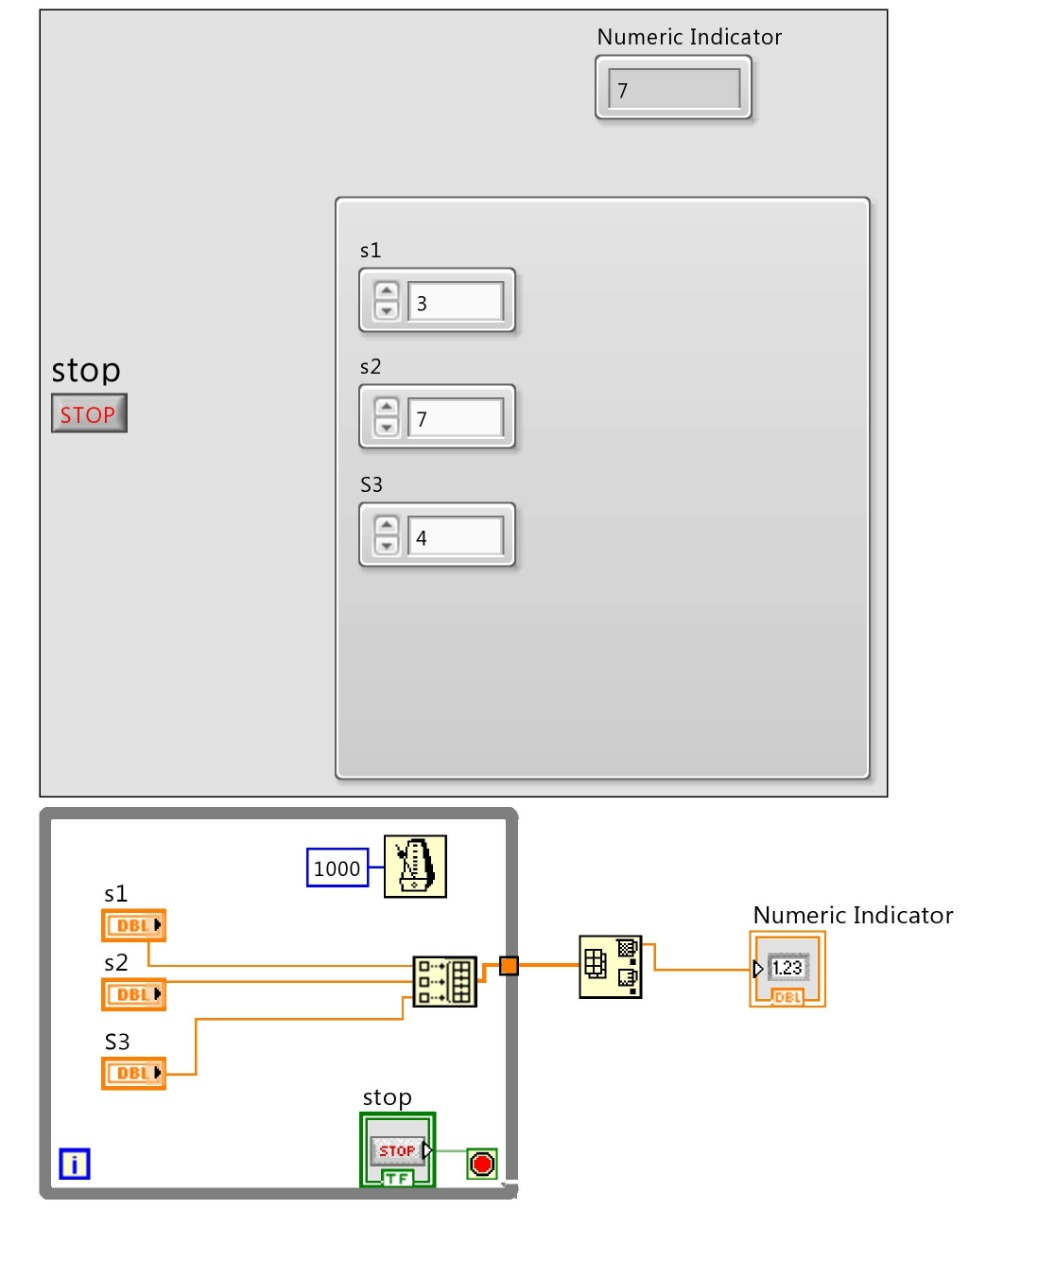 Numeric Indicator
7
s1
3
s2
7
stop
STOP
S3
4
1000
s1
DBL
s2
DBL
S3
DBL
stop
STOP
TF
i
Numeric Indicator
1.23
DBL